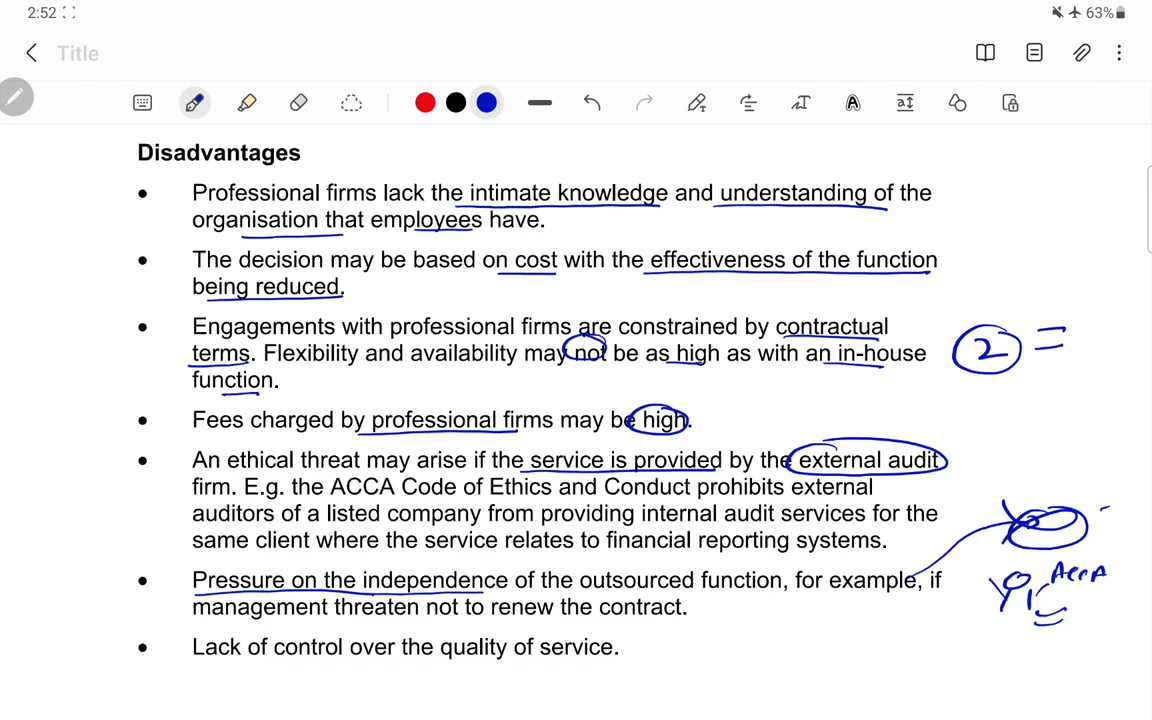 2:52
63%
Title
Disadvantages
• Professional firms lack the intimate knowledge and understanding of the
organisation that employees have.
• The decision may be based on cost with the effectiveness of the function
being reduced.
• Engagements with professional firms are constrained by contractual
terms. Flexibility and availability may not be as high as with an in-house
function.
2 =
• Fees charged by professional firms may be high.
• An ethical threat may arise if the service is provided by the external audit
firm. E.g. the ACCA Code of Ethics and Conduct prohibits external
auditors of a listed company from providing internal audit services for the
same client where the service relates to financial reporting systems.
• Pressure on the independence of the outsourced function, for example, if
management threaten not to renew the contract.
ACCA
• Lack of control over the quality of service.